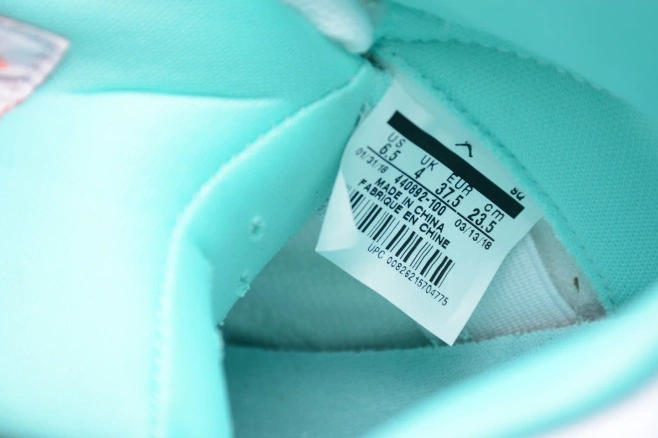 US UK EUR cm
6.5 4 37.5 23.5
01/31/18 440892-100 03/13/18
MADE IN CHINA
FABRIQUE EN CHINE
UPC 00826215704775